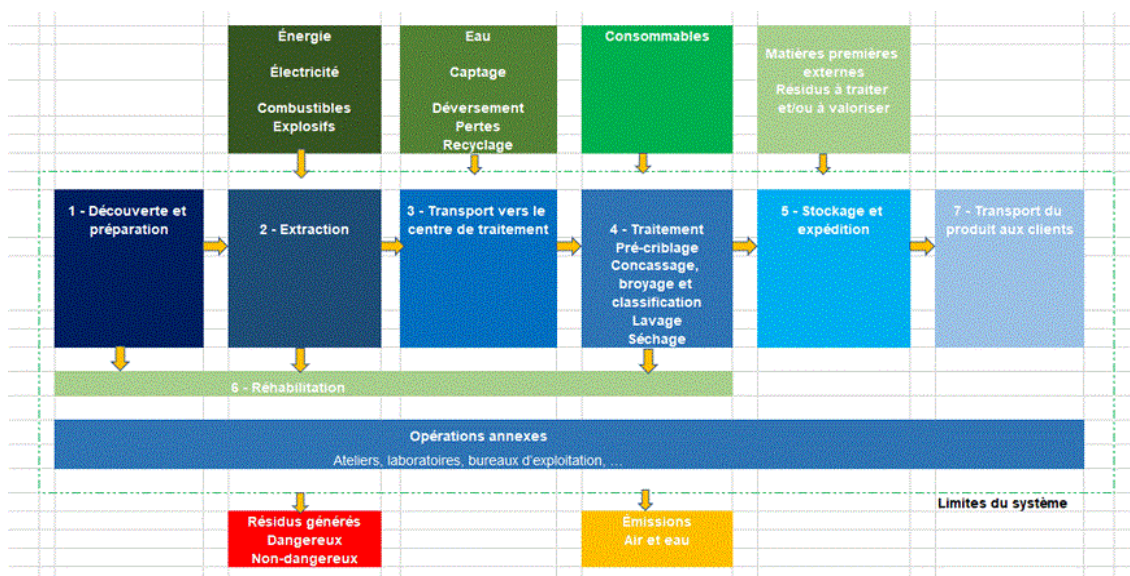 Énergie
Électricité
Combustibles
Explosifs
Eau
Captage
Déversement
Pertes
Recyclage
Consommables
Matières premières
externes
Résidus à traiter
et/ou à valoriser
1 - Découverte et
préparation
2 - Extraction
3 - Transport vers le
centre de traitement
4 - Traitement
Pré-criblage
Concassage,
broyage et
classification
Lavage
Séchage
5 - Stockage et
expédition
7 - Transport du
produit aux clients
6 - Réhabilitation
Opérations annexes
Ateliers, laboratoires, bureaux d'exploitation, ...
Limites du système
Résidus générés
Dangereux
Non-dangereux
Émissions
Air et eau